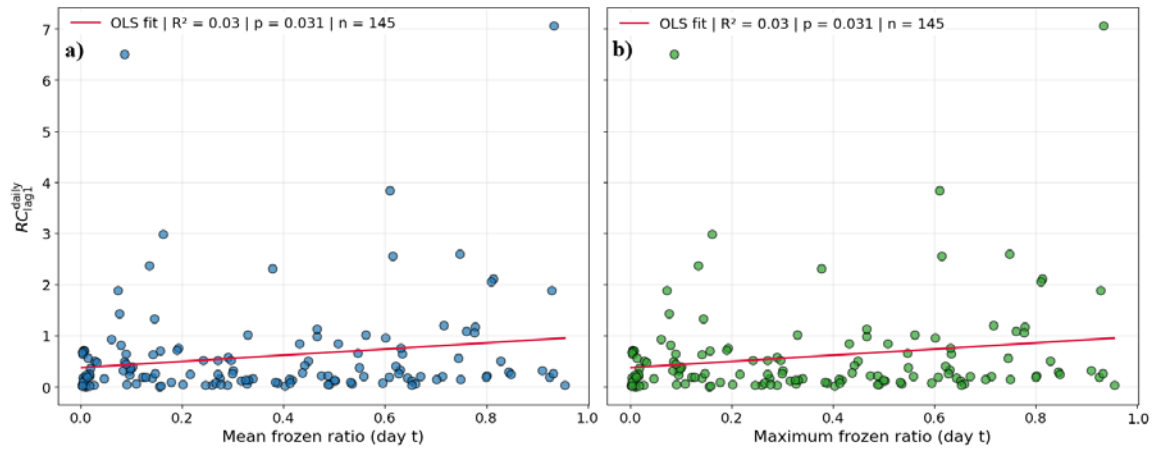 OLS fit | R² = 0.03 | p = 0.031 | n = 145
a)
7
6
5
4
3
2
1
0
RC^daily_lag1
0.0 0.2 0.4 0.6 0.8 1.0
Mean frozen ratio (day t)
OLS fit | R² = 0.03 | p = 0.031 | n = 145
b)
0.0 0.2 0.4 0.6 0.8 1.0
Maximum frozen ratio (day t)